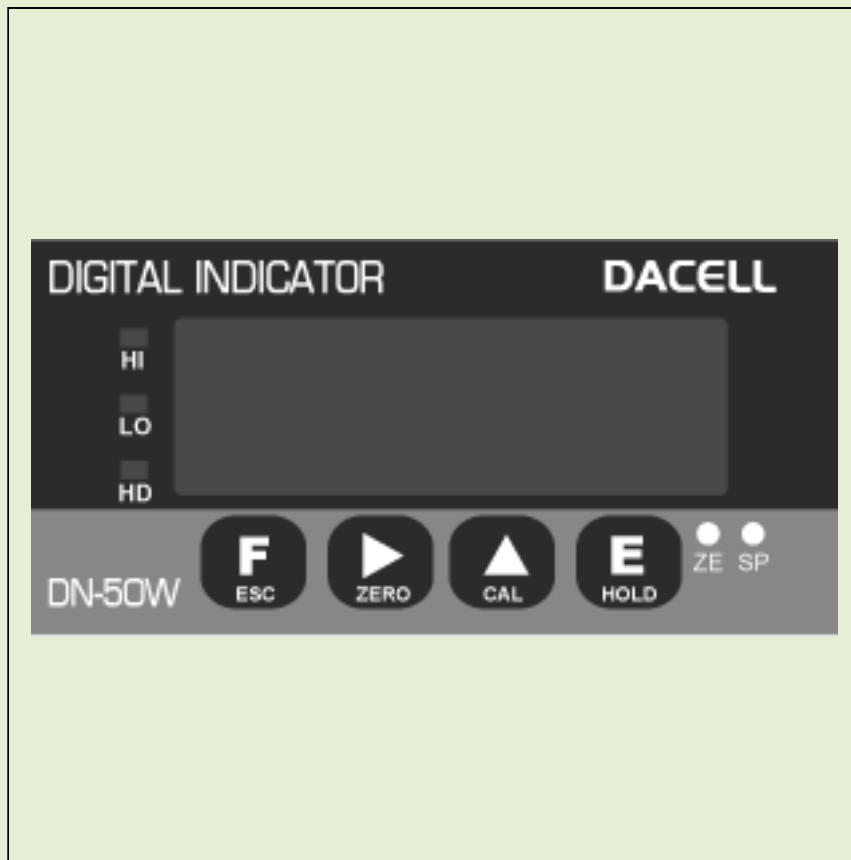 DIGITAL INDICATOR DACELL
HI
LO
HD
DN-50W
F
ESC
ZERO
CAL
E
HOLD
ZE SP